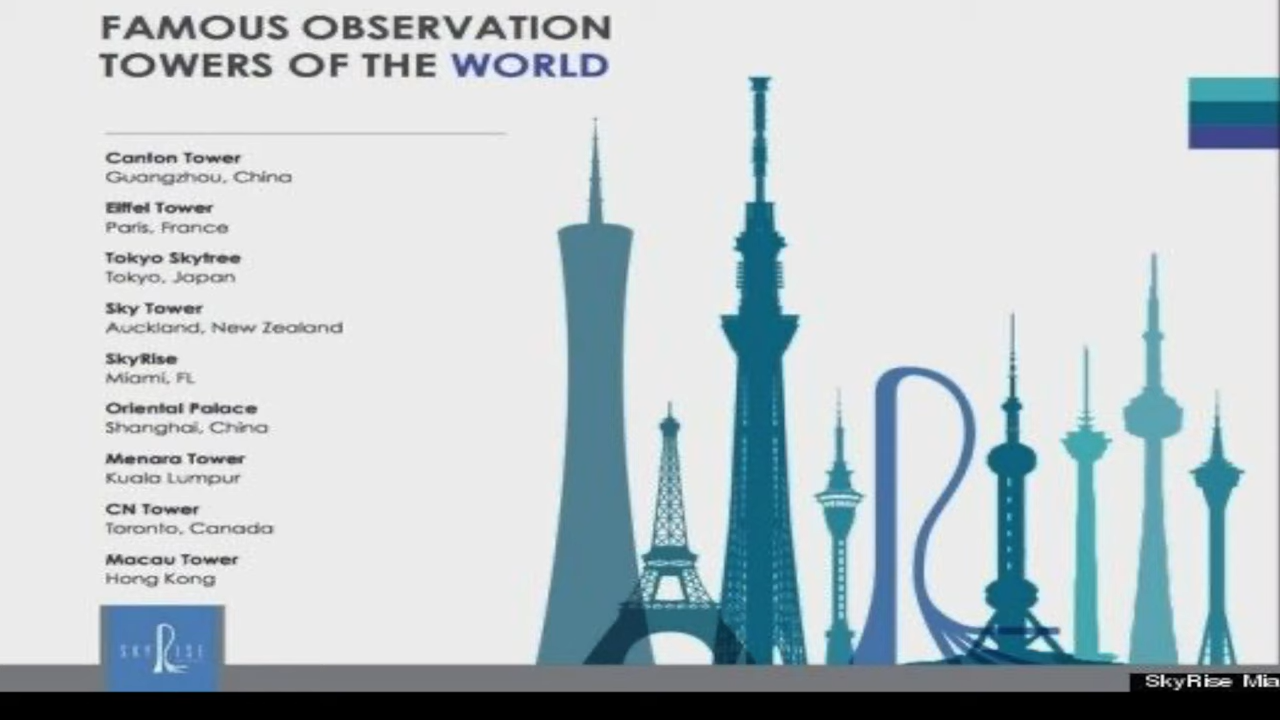 FAMOUS OBSERVATION
TOWERS OF THE WORLD
Canton Tower
Guangzhou, China
Eiffel Tower
Paris, France
Tokyo Skytree
Tokyo, Japan
Sky Tower
Auckland, New Zealand
SkyRise
Miami, FL
Oriental Palace
Shanghai, China
Menara Tower
Kuala Lumpur
CN Tower
Toronto, Canada
Macau Tower
Hong Kong
SKYRISE
SkyRise Mia